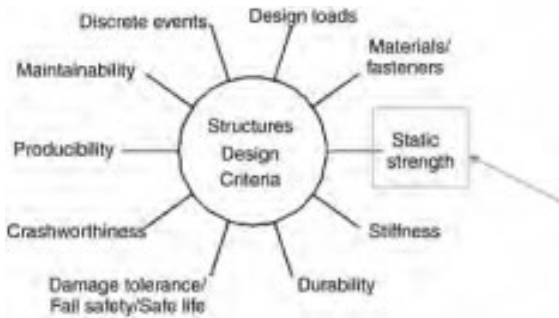 Discrete events
Design loads
Maintainability
Materials/
fasteners
Producibility
Structures
Design
Criteria
Static
strength
Crashworthiness
Stiffness
Damage tolerance/
Fail safety/Safe life
Durability